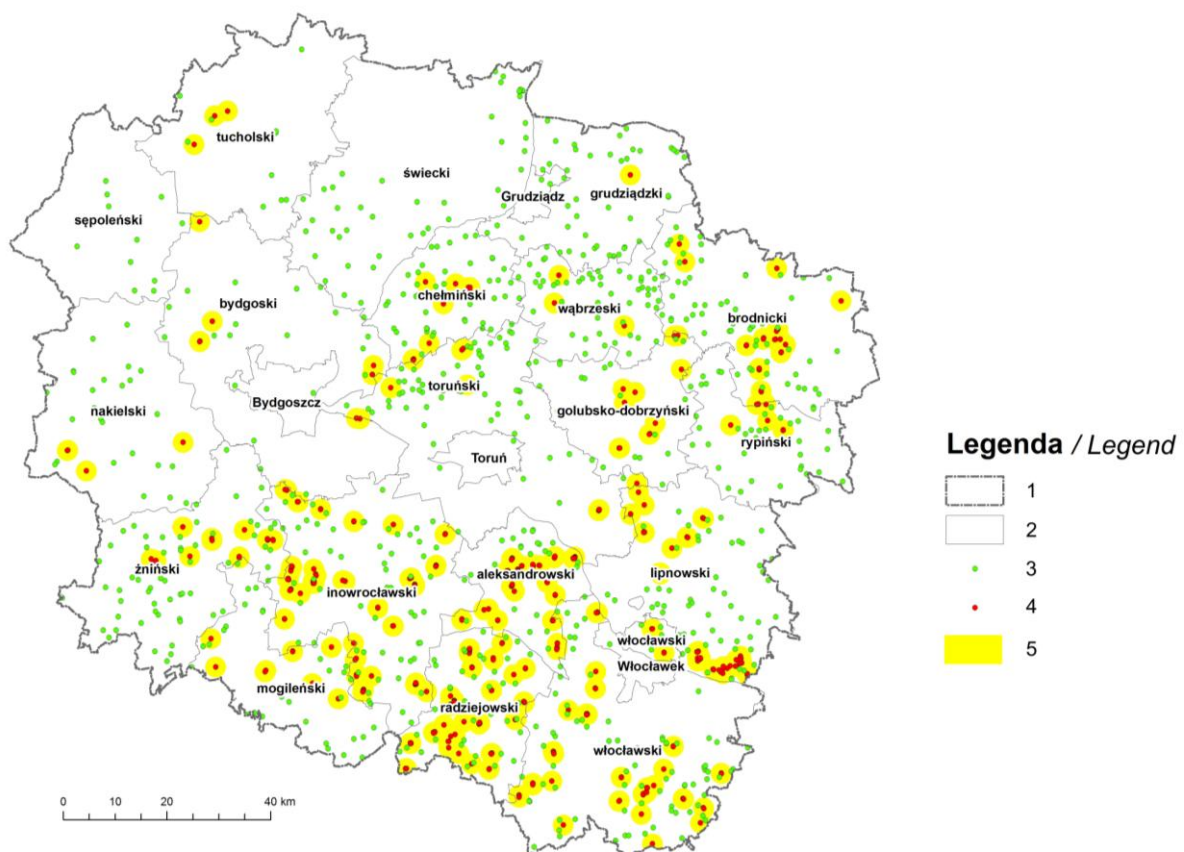 tucholski
świecki
Grudziądz
grudziądzki
sępoleński
chełmiński
wąbrzeski
bydgoski
brodnicki
toruński
nakielski
Bydgoszcz
golubsko-dobrzyński
rypiński
Toruń
Legenda / Legend
1
2
3
4
5
żniński
inowrocławski
aleksandrowski
lipnowski
włocławski
Włocławek
mogileński
radziejowski
włocławski
0 10 20 40 km